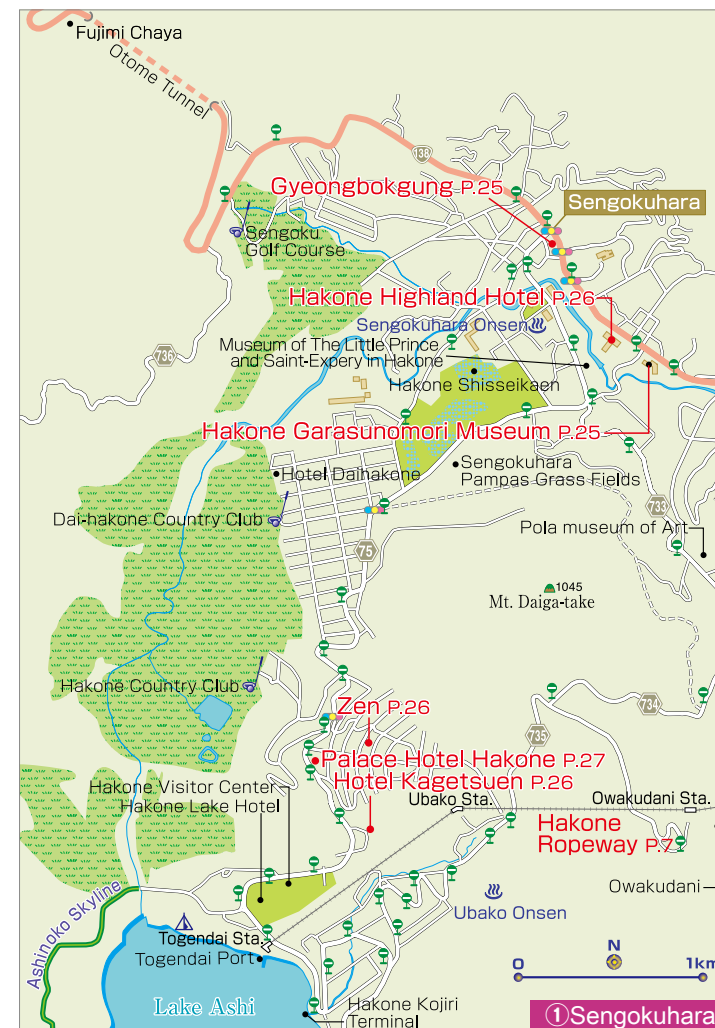 Fujimi Chaya
Otome Tunnel
138
Gyeongbokgung P.25
Sengokuhara
Sengoku
Golf Course
Hakone Highland Hotel P.26
Sengokuhara Onsen
Museum of The Little Prince
and Saint-Expery in Hakone
736
Hakone Shisseikaen
Hakone Garasunomori Museum P.25
Hotel Daihakone
Sengokuhara
Pampas Grass Fields
Dai-hakone Country Club
733
Pola museum of Art
75
1045
Mt. Daiga-take
Hakone Country Club
Zen P.26
734
735
Palace Hotel Hakone P.27
Hotel Kagetsuen P.26
Hakone Visitor Center
Hakone Lake Hotel
Ubako Sta.
Owakudani Sta.
Hakone
Ropeway P.7
Owakudani
Ashinoko Skyline
Ubako Onsen
Togendai Sta.
Togendai Port
N
0
1km
Lake Ashi
Hakone Kojiri
Terminal
①Sengokuhara